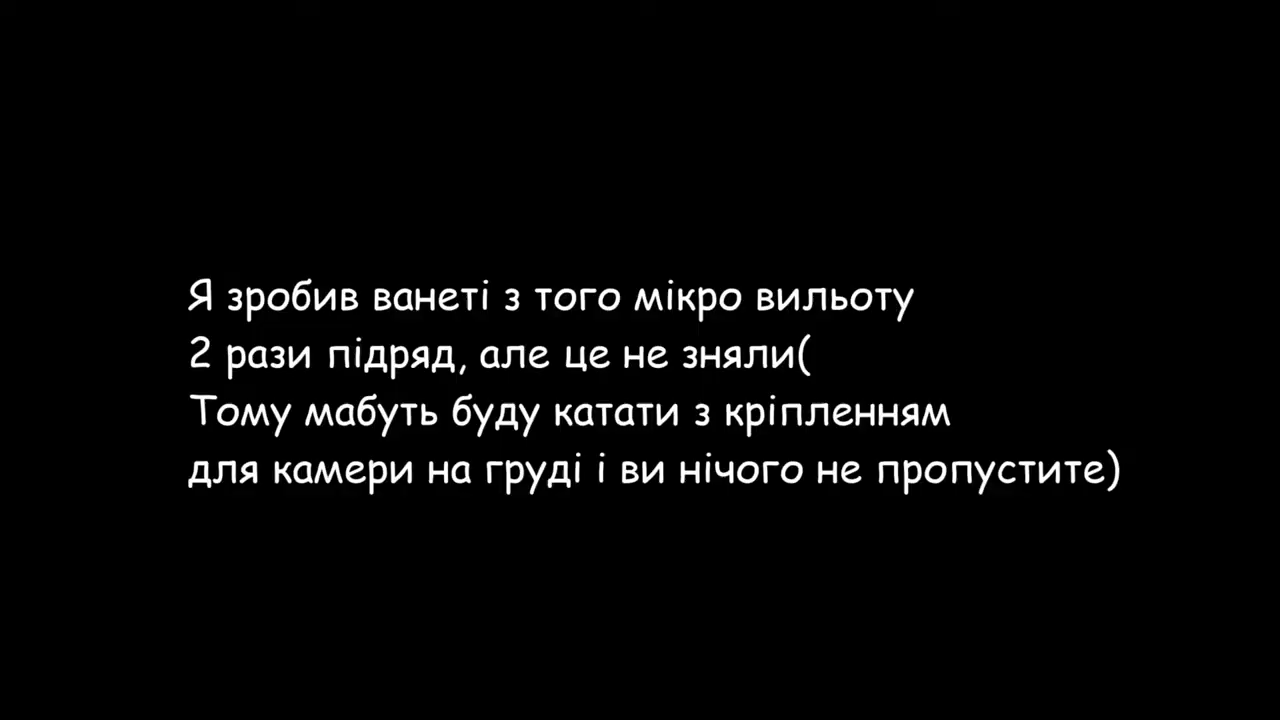 Я зробив ванеті з того мікро вильоту
2 рази підряд, але це не зняли(
Тому мабуть буду катати з кріпленням
для камери на груді і ви нічого не пропустите)